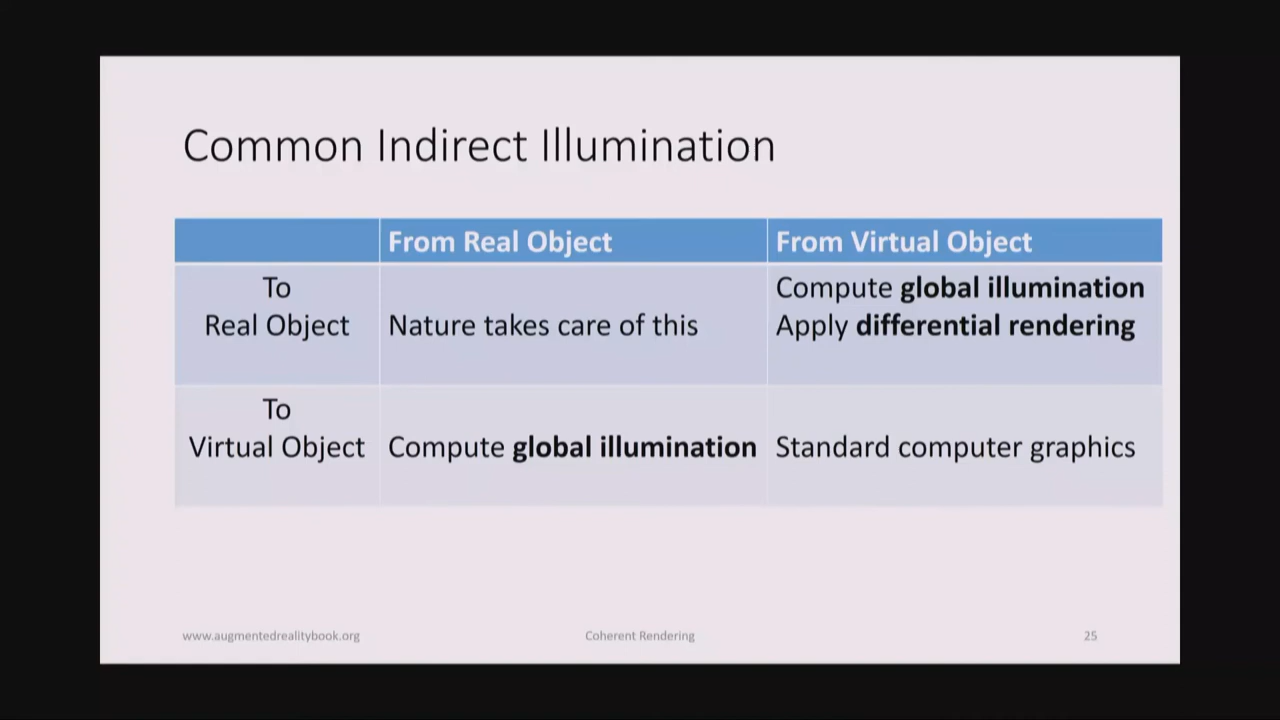 Common Indirect Illumination
From Real Object
From Virtual Object
To
Real Object
Nature takes care of this
Compute global illumination
Apply differential rendering
To
Virtual Object
Compute global illumination
Standard computer graphics
www.augmentedrealitybook.org
Coherent Rendering
25